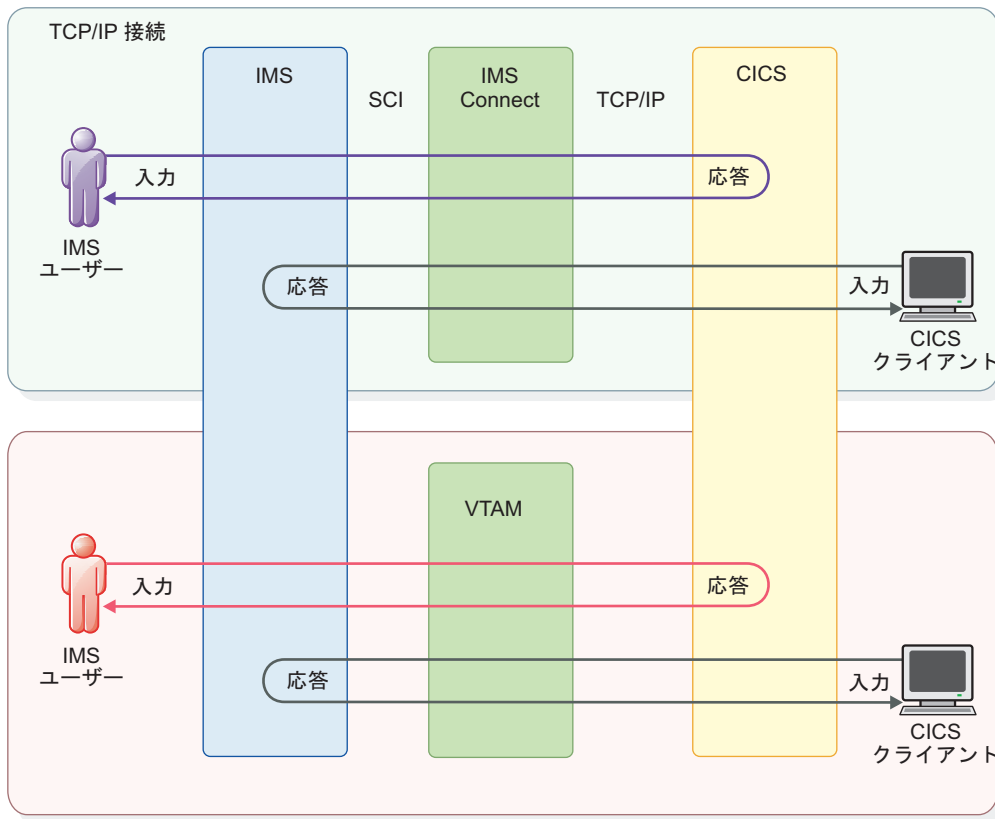 TCP/IP 接続
IMS
SCI
IMS
Connect
TCP/IP
CICS
入力
応答
IMS
ユーザー
応答
入力
CICS
クライアント
VTAM
入力
応答
IMS
ユーザー
応答
入力
CICS
クライアント